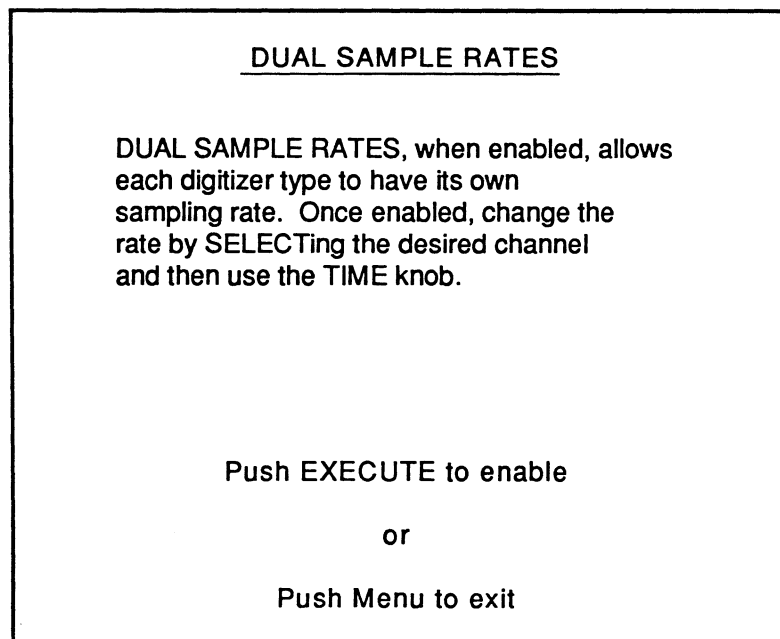 DUAL SAMPLE RATES
DUAL SAMPLE RATES, when enabled, allows
each digitizer type to have its own
sampling rate. Once enabled, change the
rate by SELECTing the desired channel
and then use the TIME knob.
Push EXECUTE to enable
or
Push Menu to exit